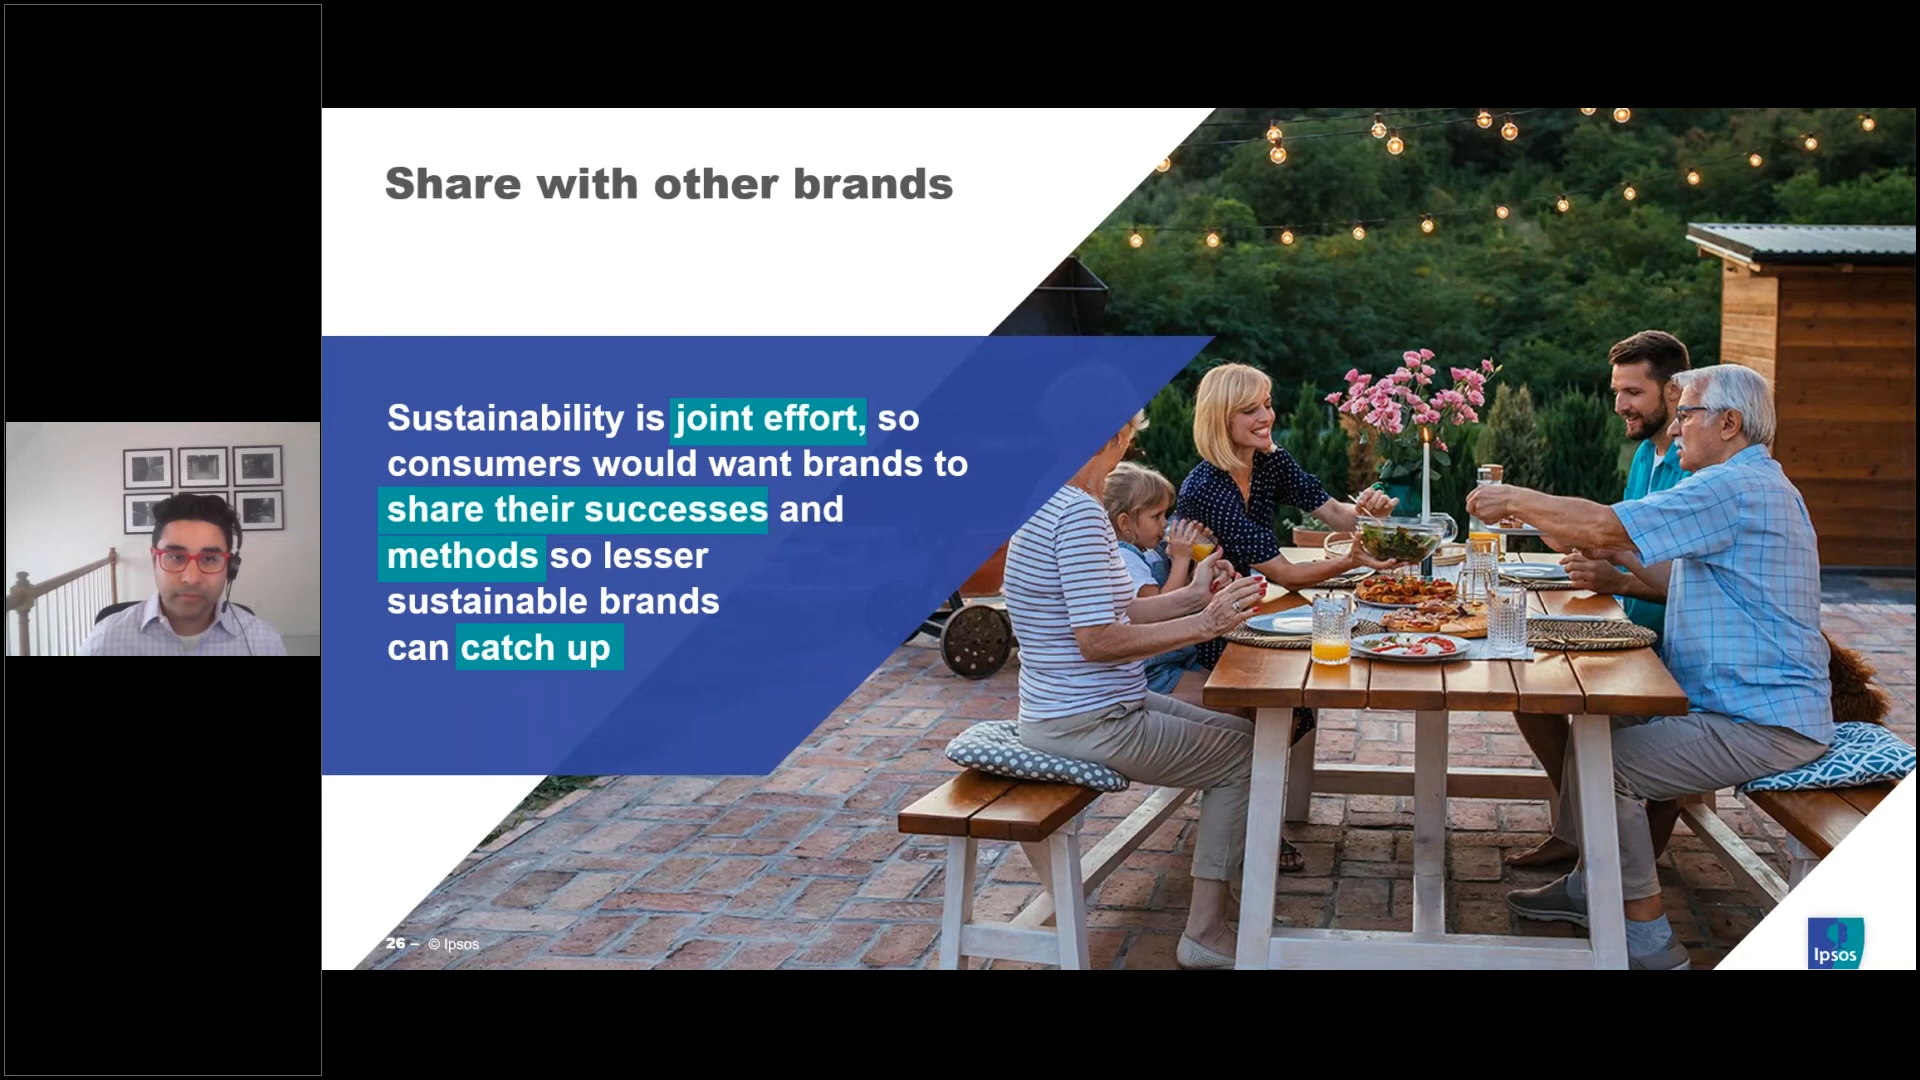 Share with other brands
Sustainability is joint effort, so
consumers would want brands to
share their successes and
methods so lesser
sustainable brands
can catch up
26 – © Ipsos
Ipsos